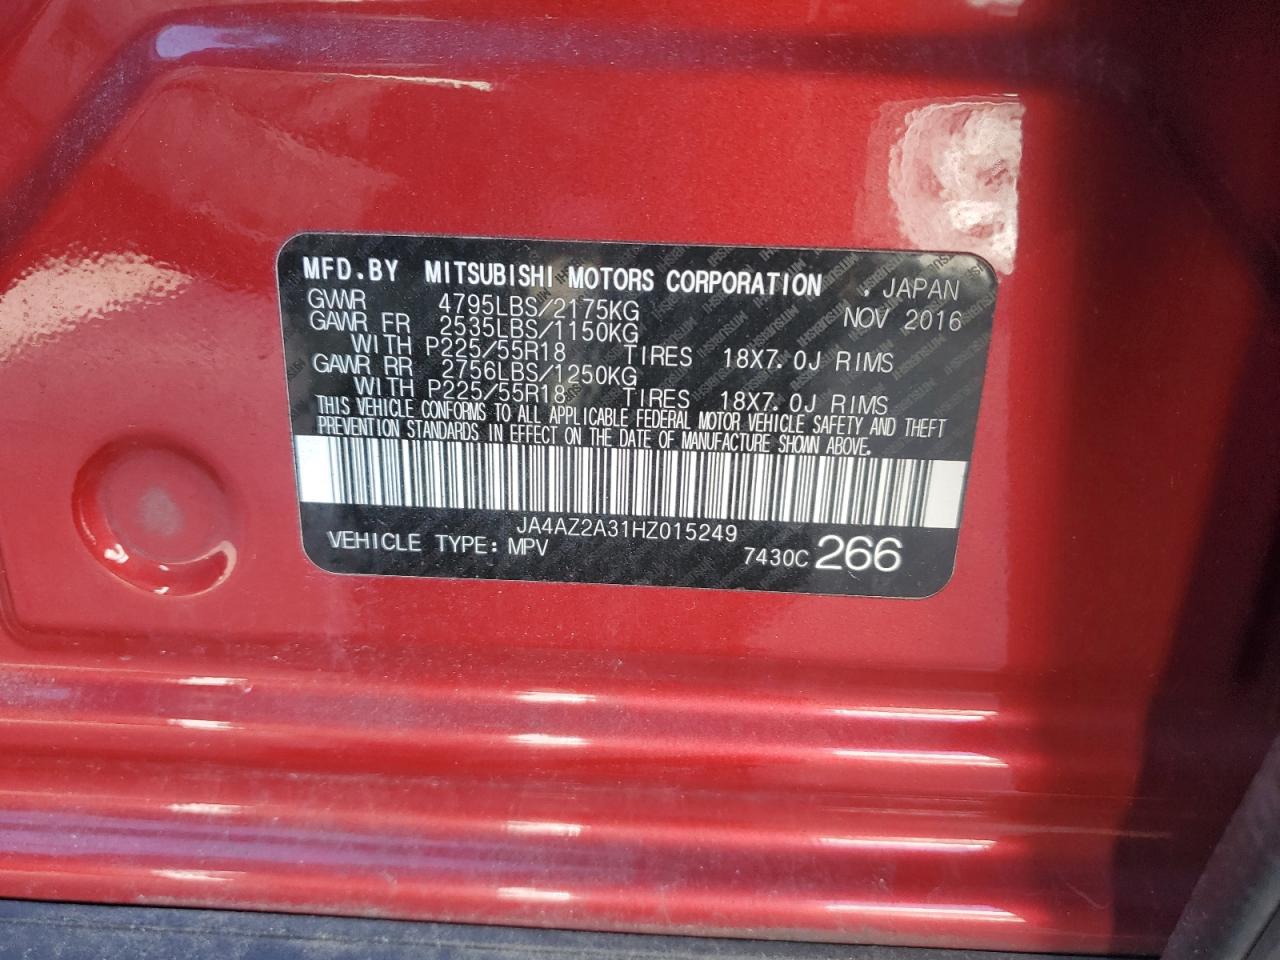 MFD.BY MITSUBISHI MOTORS CORPORATION , JAPAN
GVWR 4795LBS/2175KG NOV 2016
GAWR FR 2535LBS/1150KG
WITH P225/55R18 TIRES 18X7.0J RIMS
GAWR RR 2756LBS/1250KG
WITH P225/55R18 TIRES 18X7.0J RIMS
THIS VEHICLE CONFORMS TO ALL APPLICABLE FEDERAL MOTOR VEHICLE SAFETY AND THEFT
PREVENTION STANDARDS IN EFFECT ON THE DATE OF MANUFACTURE SHOWN ABOVE.
JA4AZ2A31HZ015249
VEHICLE TYPE: MPV 7430C 266